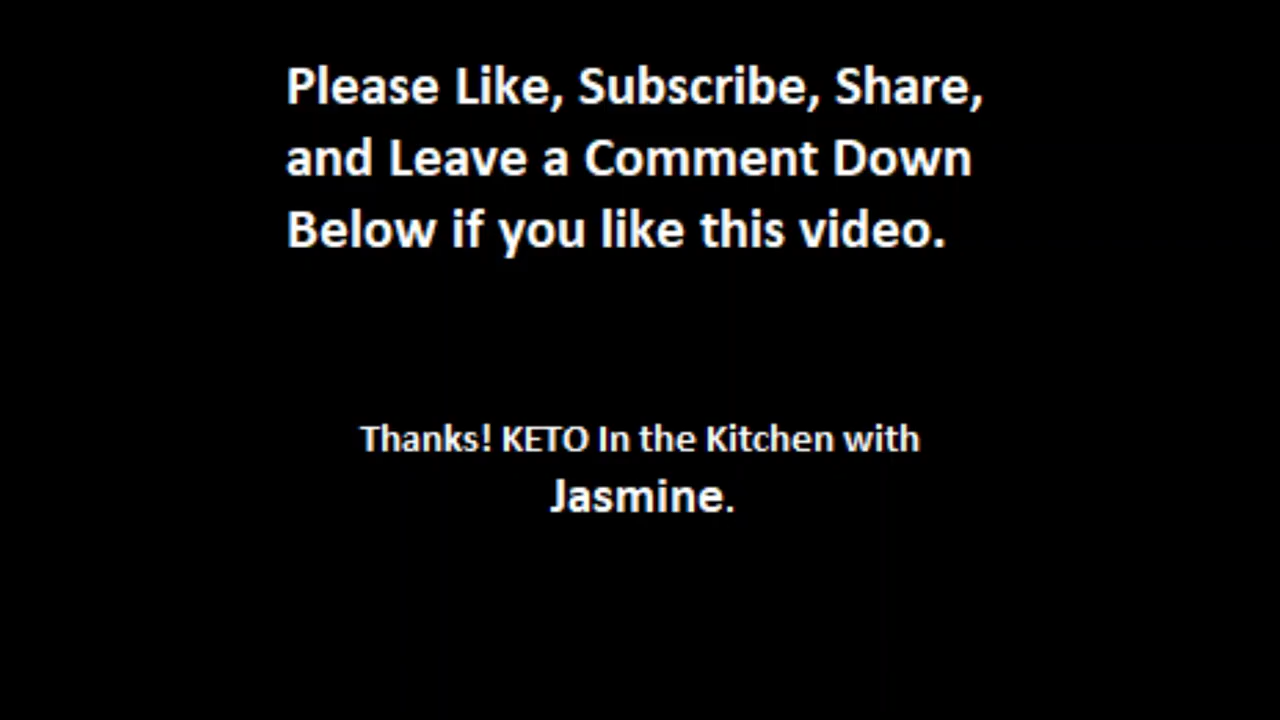 Please Like, Subscribe, Share,
and Leave a Comment Down
Below if you like this video.
Thanks! KETO In the Kitchen with
Jasmine.